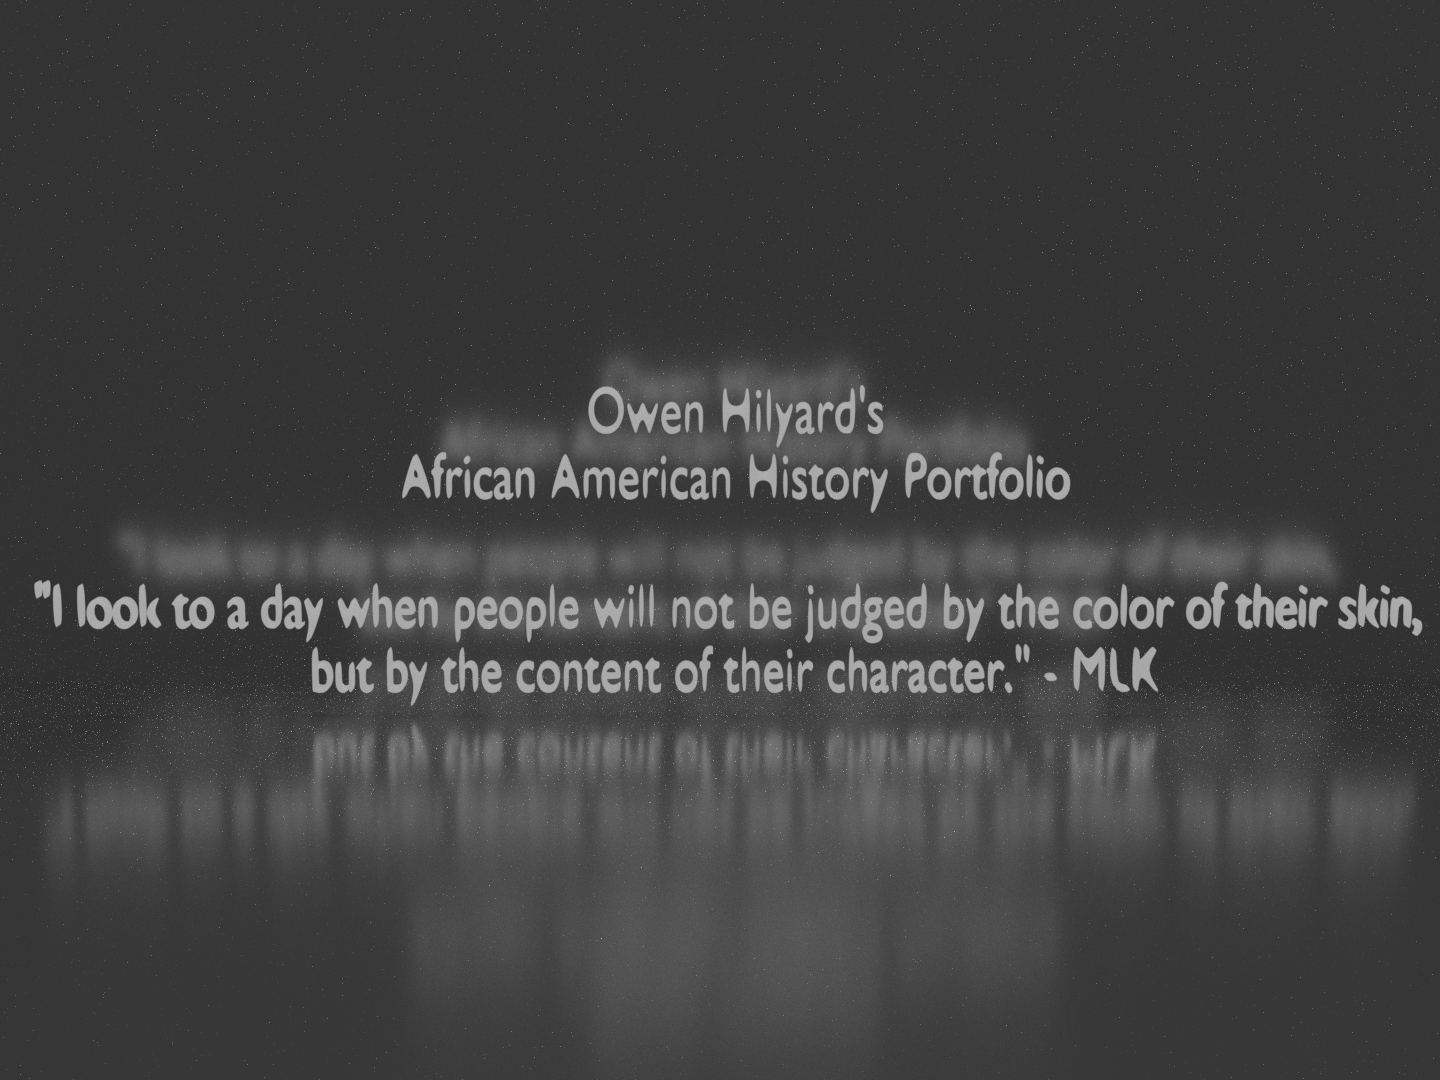 Owen Hilyard's
African American History Portfolio
"I look to a day when people will not be judged by the color of their skin,
but by the content of their character." - MLK